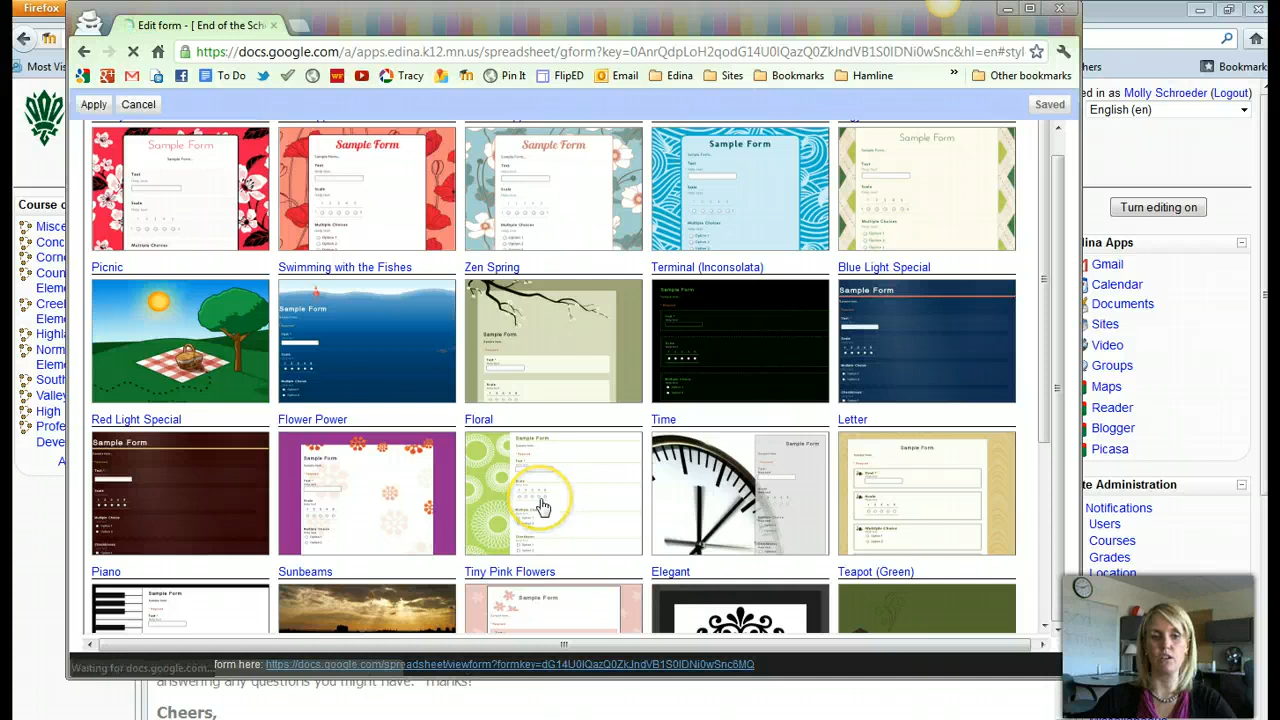 Firefox
Edit form - [ End of the Sch
https://docs.google.com/a/apps.edina.k12.mn.us/spreadsheet/gform?key=0AnrQdpLoH2qodG14U0lQazQ0ZkJndVB1S0lDNi0wSnc&hl=en#styl
Most Vis
To Do
Tracy
Pin It
FlipED
Email
Edina
Sites
Bookmarks
Hamline
»
Other bookmarks
Bookmark
Apply
Cancel
Saved
ed in as Molly Schroeder (Logout)
English (en)
Sample Form
Sample Form
Sample Form
Sample Form
Sample Form
Turn editing on
Course c
Misce
Com
Corne
Coun
Eleme
Creek
Eleme
Highla
Norm
Eleme
South
Valley
High
Profe
Deve
Picnic
Swimming with the Fishes
Zen Spring
Terminal (Inconsolata)
Blue Light Special
Sample Form
Sample Form
Sample Form
Sample Form
Red Light Special
Flower Power
Floral
Time
Letter
Sample Form
Sample Form
Sample Form
Sample Form
Sample Form
Piano
Sunbeams
Tiny Pink Flowers
Elegant
Teapot (Green)
Sample Form
Sample Form
dina Apps
Gmail
Calendar
Documents
Sites
Video
Groups
Maps
Reader
Blogger
Picasa
te Administration
Notifications
Users
Courses
Grades
Location
Waiting for docs.google.com...
form here: https://docs.google.com/spreadsheet/viewform?formkey=dG14U0lQazQ0ZkJndVB1S0lDNi0wSnc6MQ
answering any questions you might have. Thanks!
Cheers,